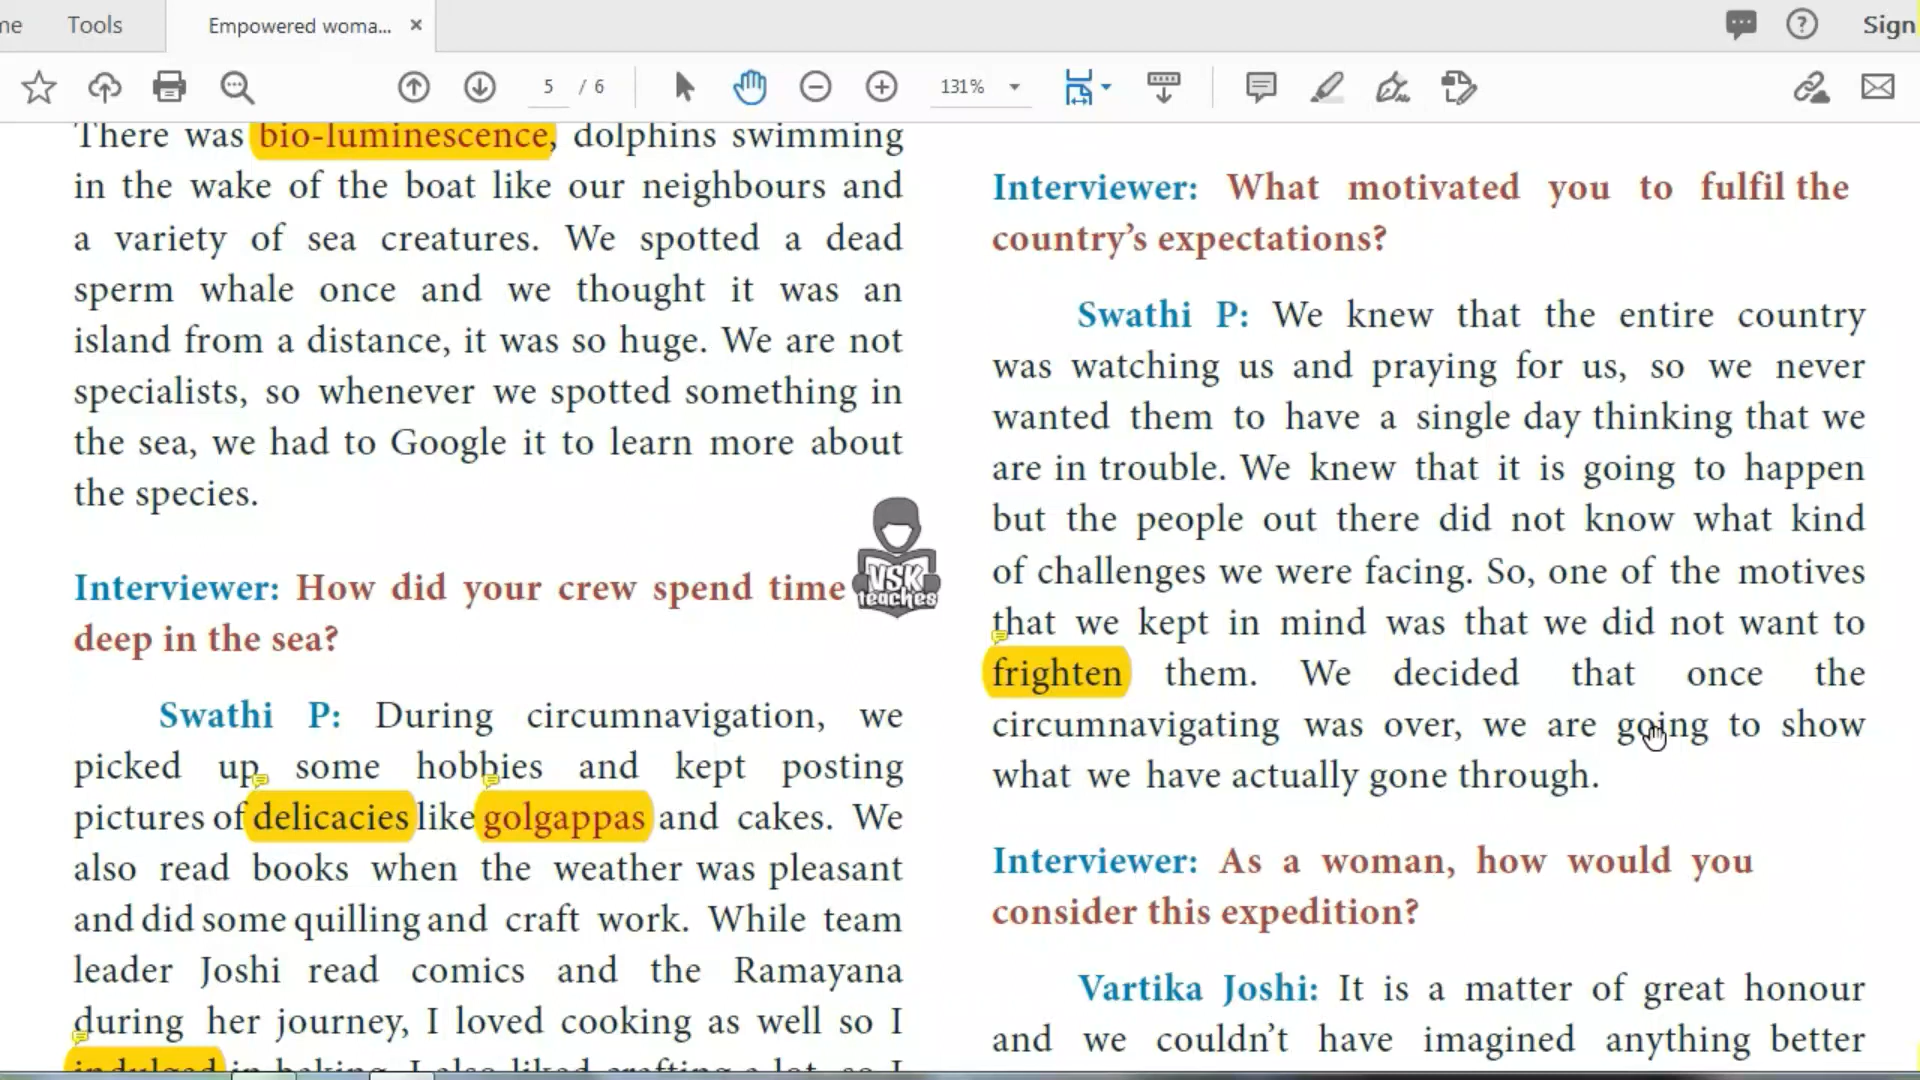 me Tools Empowered woma... × Sign
5 / 6 131%
There was bio-luminescence, dolphins swimming
in the wake of the boat like our neighbours and
a variety of sea creatures. We spotted a dead
sperm whale once and we thought it was an
island from a distance, it was so huge. We are not
specialists, so whenever we spotted something in
the sea, we had to Google it to learn more about
the species.
Interviewer: How did your crew spend time
deep in the sea?
Swathi P: During circumnavigation, we
picked up some hobbies and kept posting
pictures of delicacies like golgappas and cakes. We
also read books when the weather was pleasant
and did some quilling and craft work. While team
leader Joshi read comics and the Ramayana
during her journey, I loved cooking as well so I
indulged in baking. I also liked crafting a lot, so I
VSK
teaches
Interviewer: What motivated you to fulfil the
country's expectations?
Swathi P: We knew that the entire country
was watching us and praying for us, so we never
wanted them to have a single day thinking that we
are in trouble. We knew that it is going to happen
but the people out there did not know what kind
of challenges we were facing. So, one of the motives
that we kept in mind was that we did not want to
frighten them. We decided that once the
circumnavigating was over, we are going to show
what we have actually gone through.
Interviewer: As a woman, how would you
consider this expedition?
Vartika Joshi: It is a matter of great honour
and we couldn't have imagined anything better